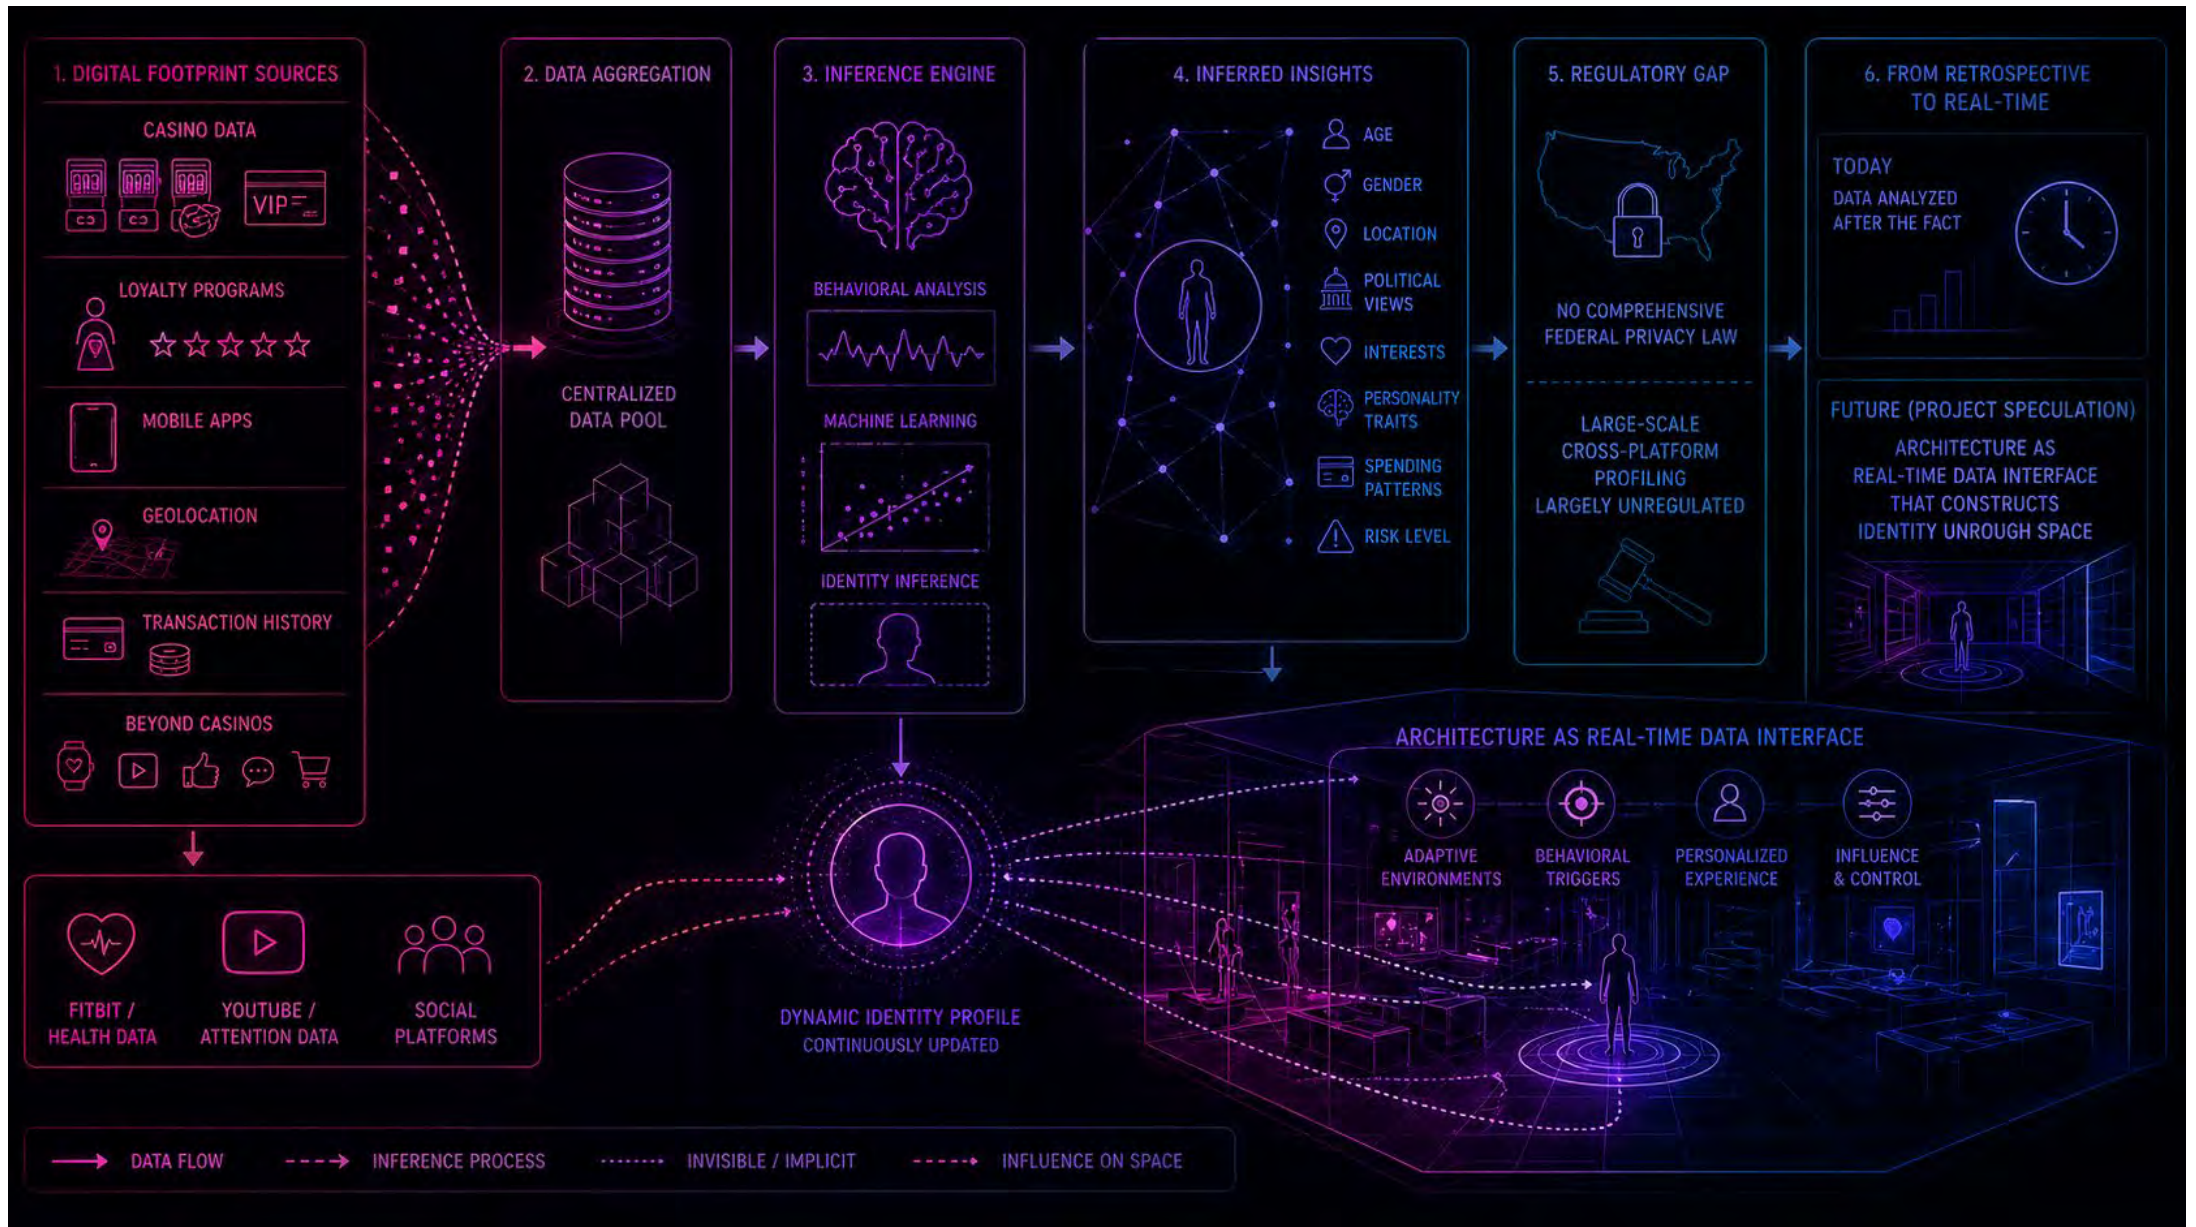 1. DIGITAL FOOTPRINT SOURCES
CASINO DATA
VIP
LOYALTY PROGRAMS
MOBILE APPS
GEOLOCATION
TRANSACTION HISTORY
BEYOND CASINOS
FITBIT /
HEALTH DATA
YOUTUBE /
ATTENTION DATA
SOCIAL
PLATFORMS
2. DATA AGGREGATION
CENTRALIZED
DATA POOL
3. INFERENCE ENGINE
BEHAVIORAL ANALYSIS
MACHINE LEARNING
IDENTITY INFERENCE
DYNAMIC IDENTITY PROFILE
CONTINUOUSLY UPDATED
4. INFERRED INSIGHTS
AGE
GENDER
LOCATION
POLITICAL
VIEWS
INTERESTS
PERSONALITY
TRAITS
SPENDING
PATTERNS
RISK LEVEL
5. REGULATORY GAP
NO COMPREHENSIVE
FEDERAL PRIVACY LAW
LARGE-SCALE
CROSS-PLATFORM
PROFILING
LARGELY UNREGULATED
6. FROM RETROSPECTIVE
TO REAL-TIME
TODAY
DATA ANALYZED
AFTER THE FACT
FUTURE (PROJECT SPECULATION)
ARCHITECTURE AS
REAL-TIME DATA INTERFACE
THAT CONSTRUCTS
IDENTITY UNROUGH SPACE
ARCHITECTURE AS REAL-TIME DATA INTERFACE
ADAPTIVE
ENVIRONMENTS
BEHAVIORAL
TRIGGERS
PERSONALIZED
EXPERIENCE
INFLUENCE
& CONTROL
DATA FLOW
INFERENCE PROCESS
INVISIBLE / IMPLICIT
INFLUENCE ON SPACE